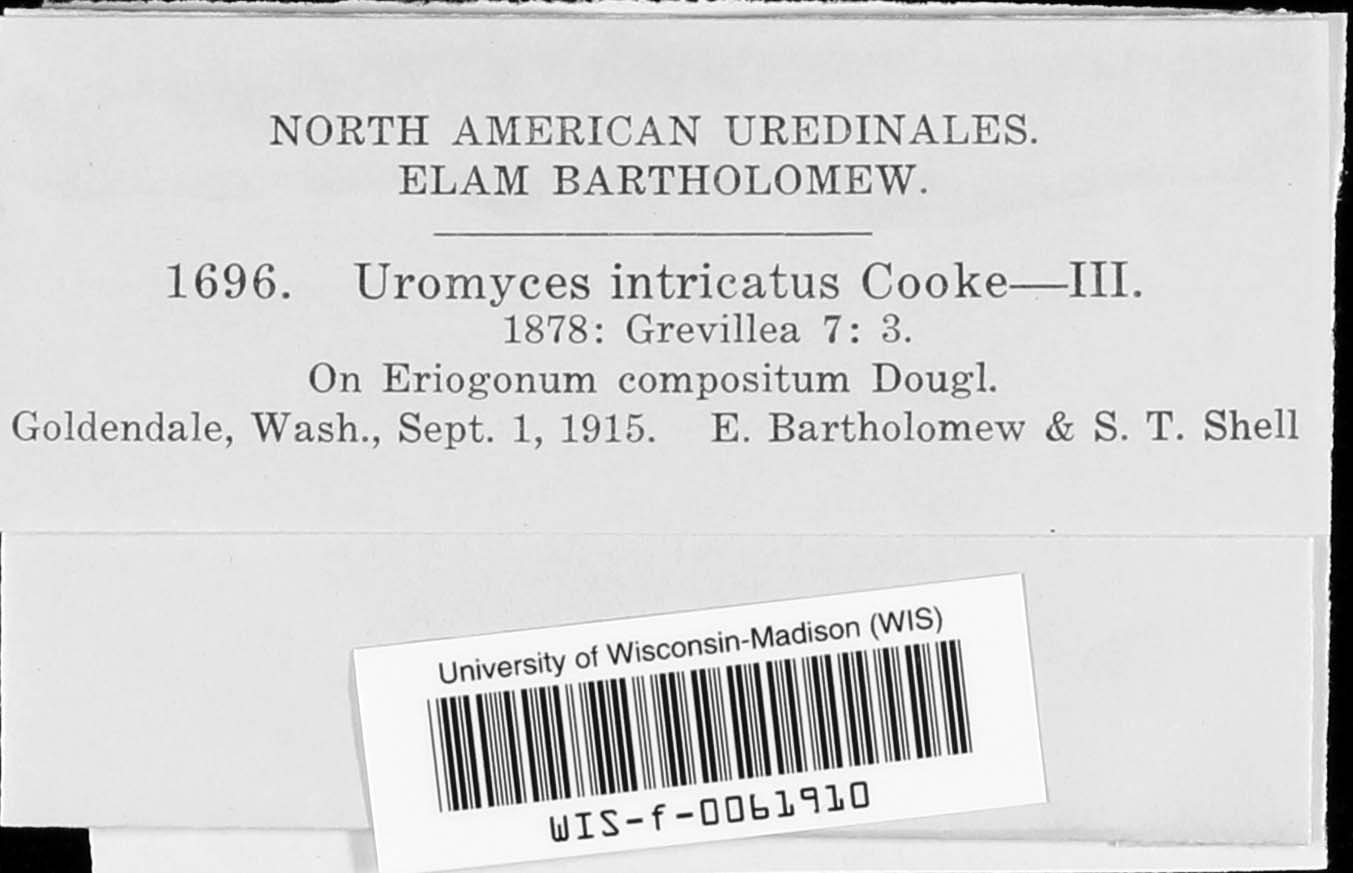 NORTH AMERICAN UREDINALES.
ELAM BARTHOLOMEW.
1696. Uromyces intricatus Cooke—III.
1878: Grevillea 7: 3.
On Eriogonum compositum Dougl.
Goldendale, Wash., Sept. 1, 1915. E. Bartholomew & S. T. Shell
University of Wisconsin-Madison (WIS)
WIS-f-0061910